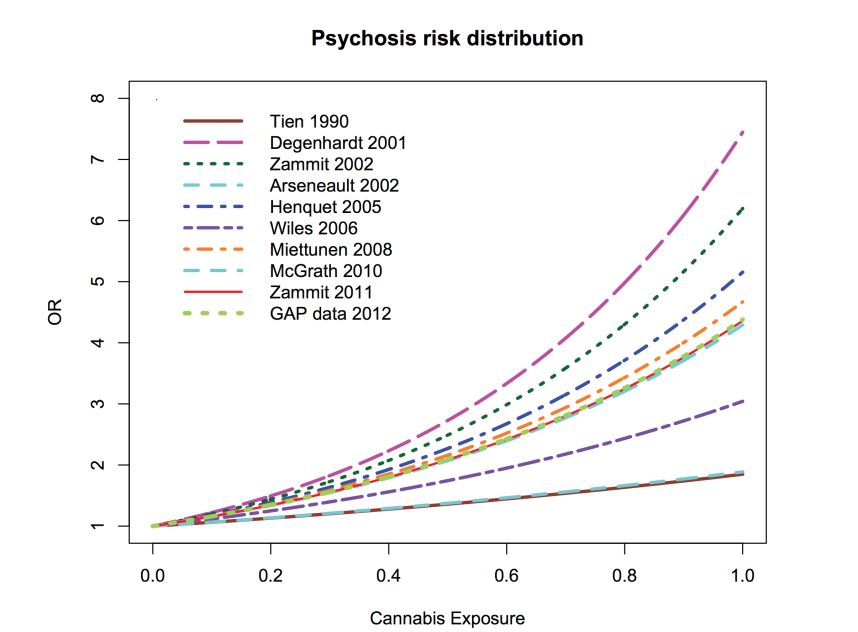 Psychosis risk distribution
8
7
6
5
4
3
2
1
OR
Tien 1990
Degenhardt 2001
Zammit 2002
Arseneault 2002
Henquet 2005
Wiles 2006
Miettunen 2008
McGrath 2010
Zammit 2011
GAP data 2012
0.0 0.2 0.4 0.6 0.8 1.0
Cannabis Exposure